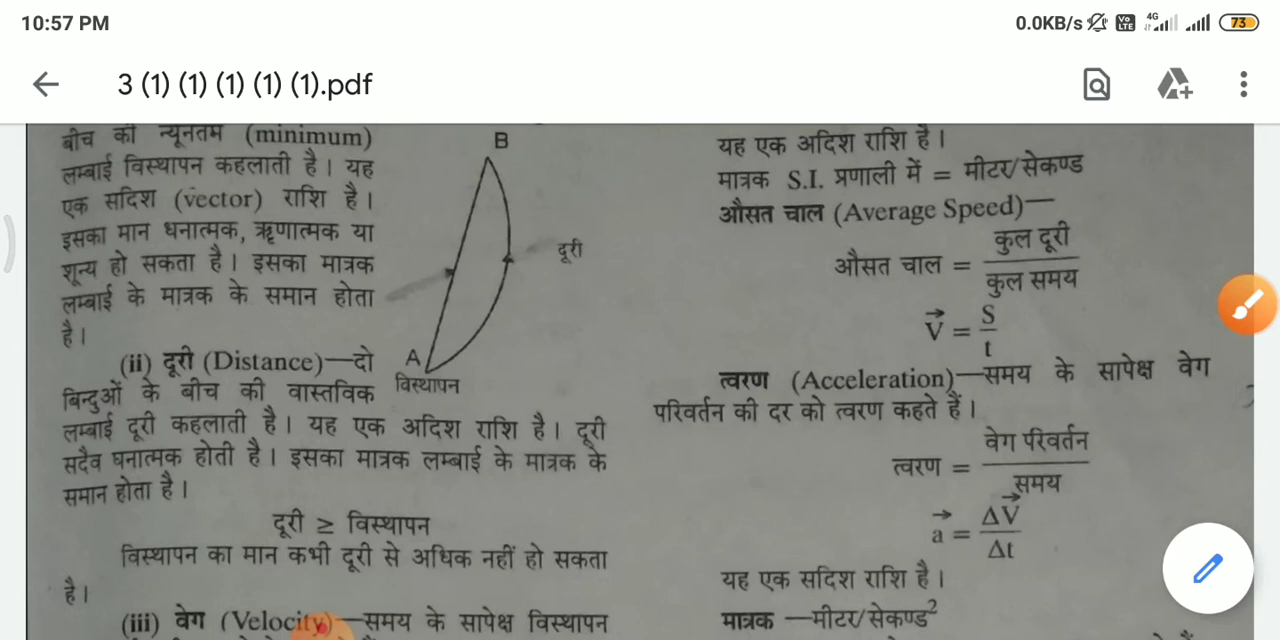 10:57 PM
0.0KB/s VoLTE 4G 73
3 (1) (1) (1) (1) (1).pdf
बीच की न्यूनतम (minimum)
लम्बाई विस्थापन कहलाती है। यह
एक सदिश (vector) राशि है।
इसका मान धनात्मक, ऋृणात्मक या
शून्य हो सकता है। इसका मात्रक
लम्बाई के मात्रक के समान होता
है।
B
दूरी
A
विस्थापन
(ii) दूरी (Distance)—दो
बिन्दुओं के बीच की वास्तविक
लम्बाई दूरी कहलाती है। यह एक अदिश राशि है। दूरी
सदैव घनात्मक होती है। इसका मात्रक लम्बाई के मात्रक के
समान होता है।
दूरी ≥ विस्थापन
विस्थापन का मान कभी दूरी से अधिक नहीं हो सकता
है।
(iii) वेग (Velocity)—समय के सापेक्ष विस्थापन
यह एक अदिश राशि है।
मात्रक S.I. प्रणाली में = मीटर/सेकण्ड
औसत चाल (Average Speed)—
औसत चाल = कुल दूरी / कुल समय
V⃗ = S / t
त्वरण (Acceleration)—समय के सापेक्ष वेग
परिवर्तन की दर को त्वरण कहते हैं।
त्वरण = वेग परिवर्तन / समय
a⃗ = ΔV⃗ / Δt
यह एक सदिश राशि है।
मात्रक —मीटर/सेकण्ड²